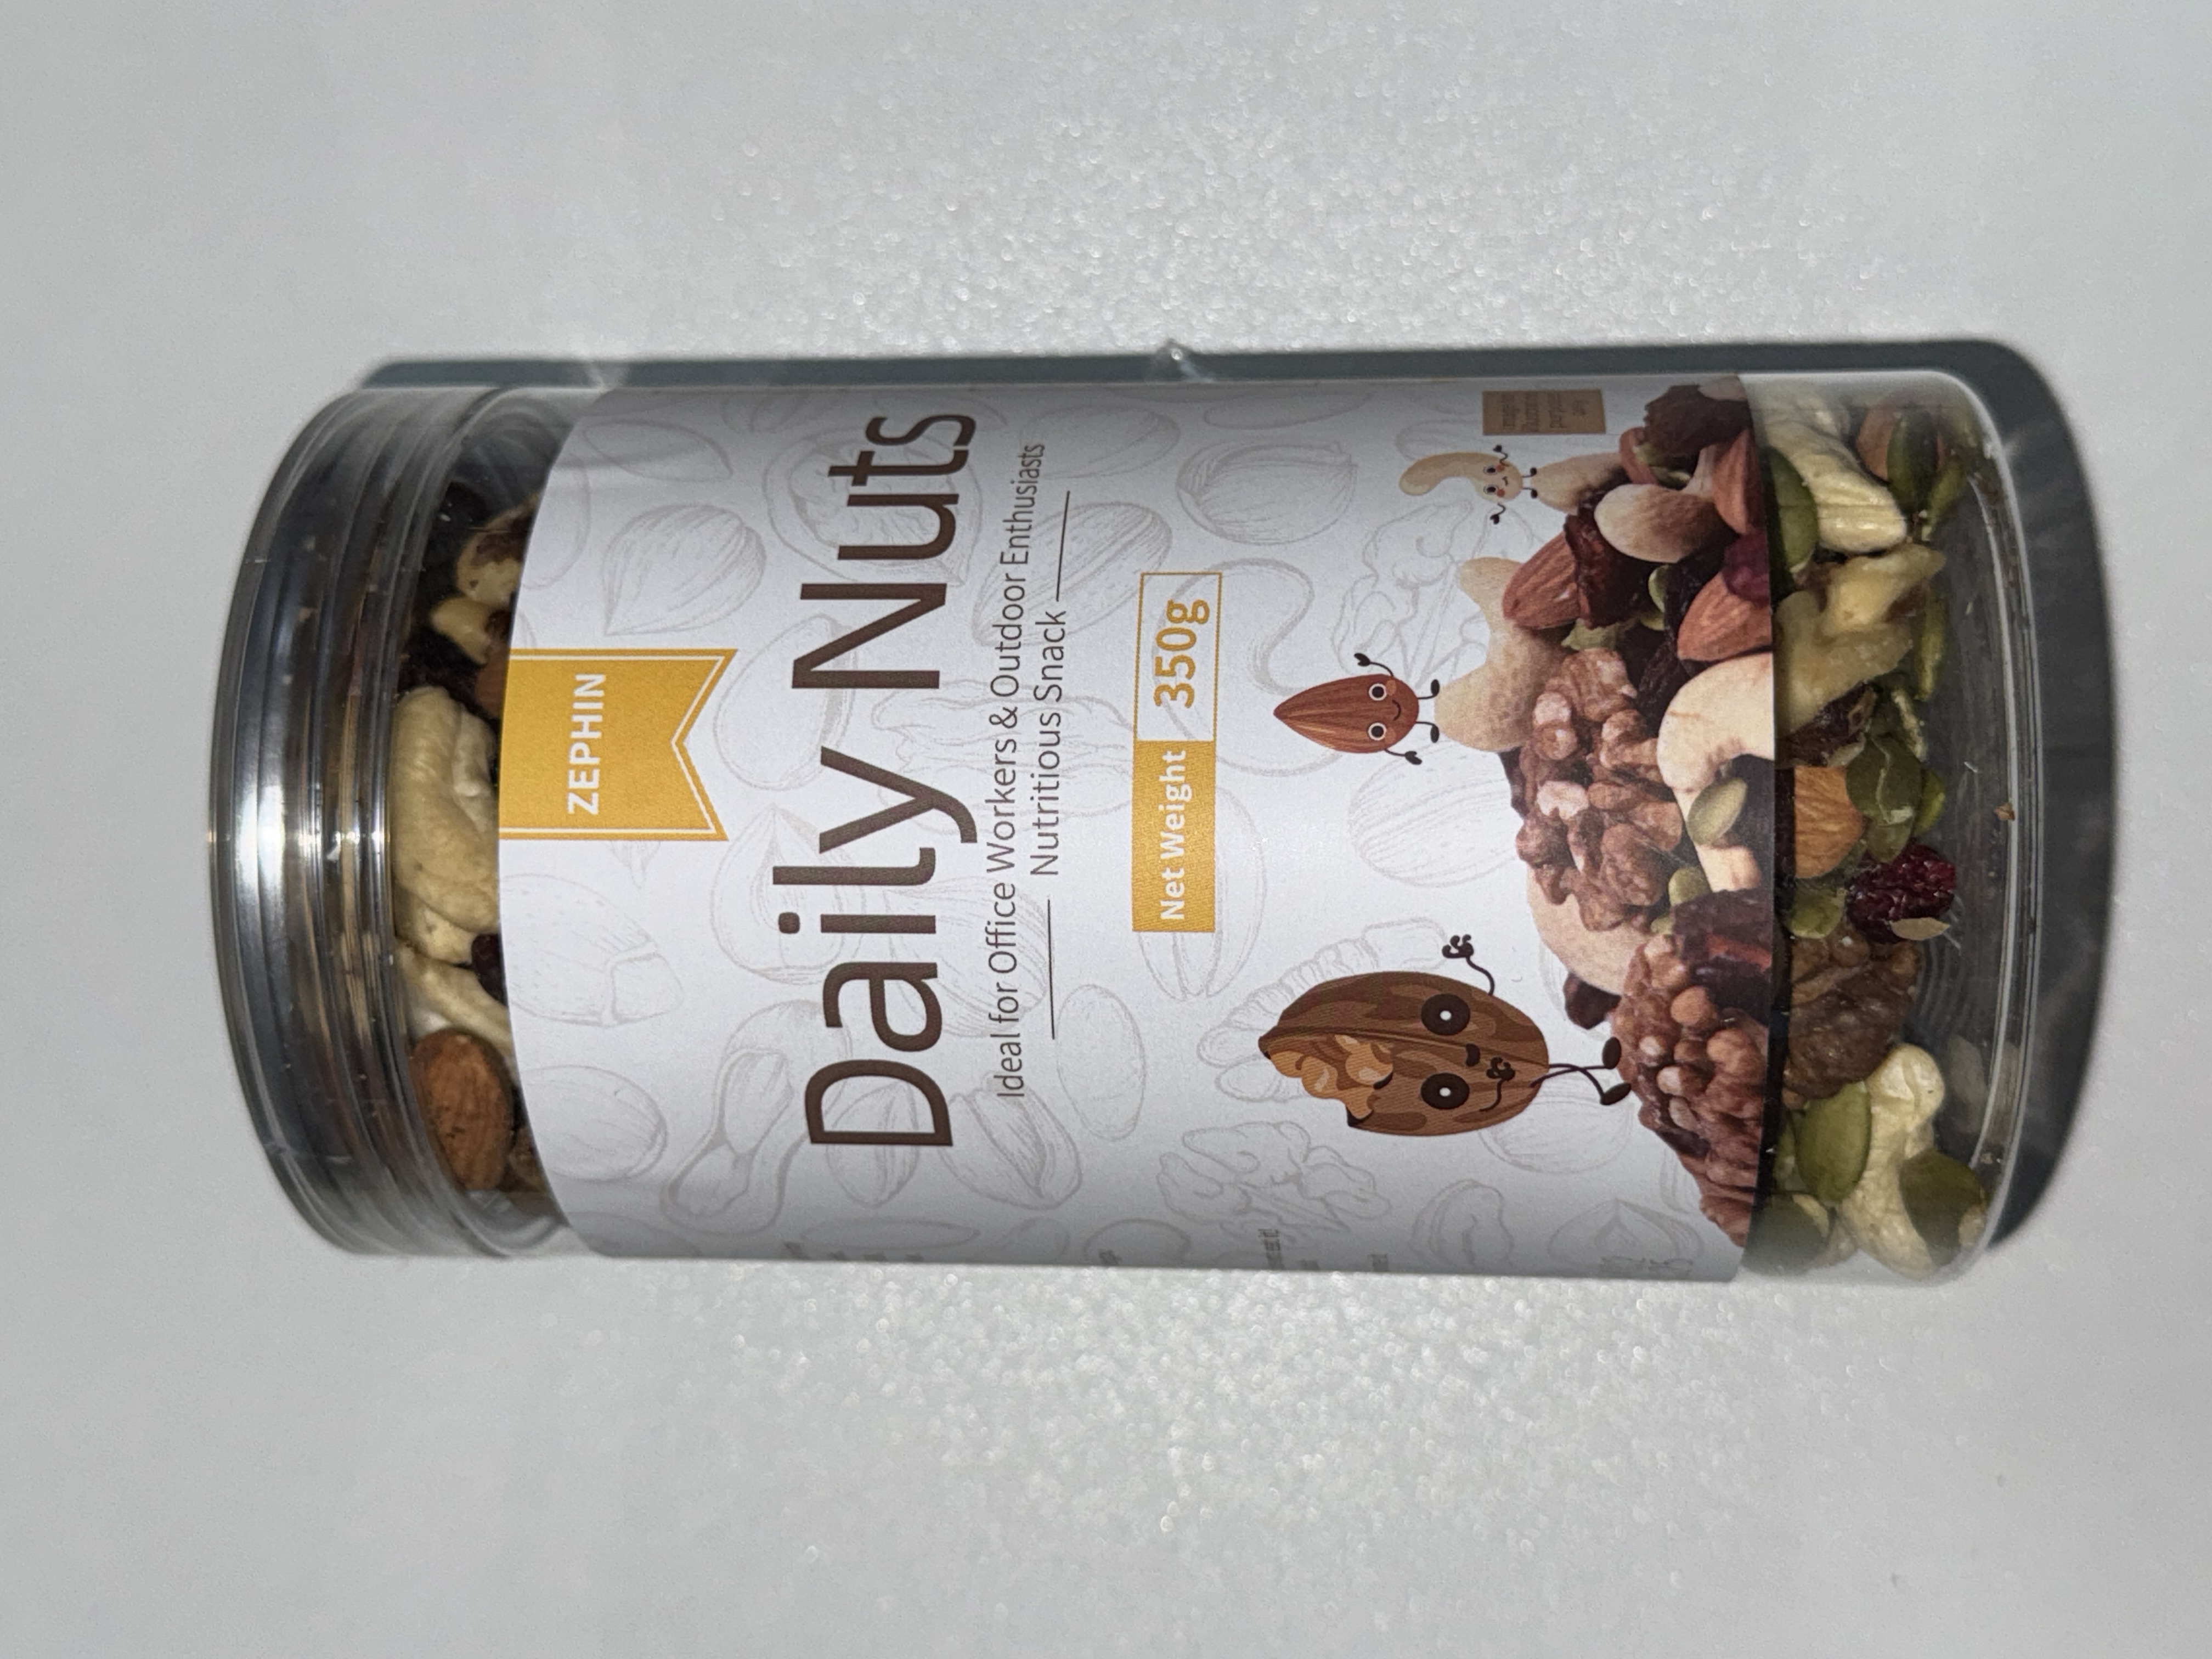 ZEPHIN
Daily Nuts
Ideal for Office Workers & Outdoor Enthusiasts
Nutritious Snack
Net Weight 350g